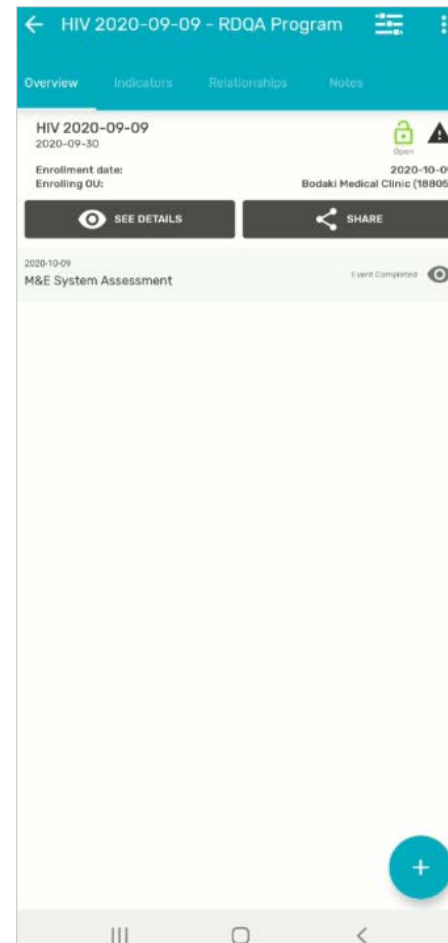 HIV 2020-09-09 - RDQA Program
Overview Indicators Relationships Notes
HIV 2020-09-09
2020-09-30
Open
Enrollment date: 2020-10-09
Enrolling OU: Bodaki Medical Clinic (18805
SEE DETAILS
SHARE
2020-10-09
M&E System Assessment
Event Completed